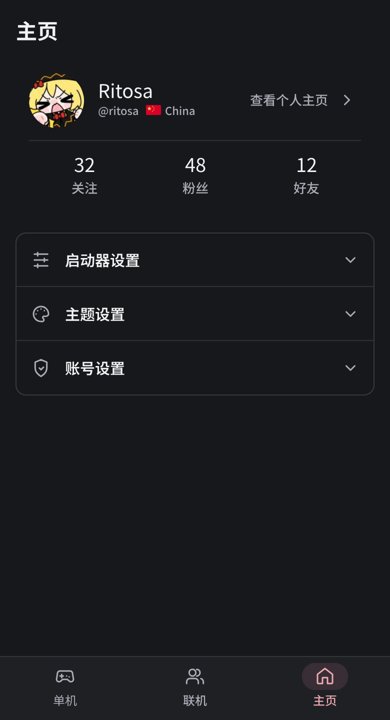 主页
Ritosa
@ritosa China
查看个人主页
32 48 12
关注 粉丝 好友
启动器设置
主题设置
账号设置
单机 联机 主页